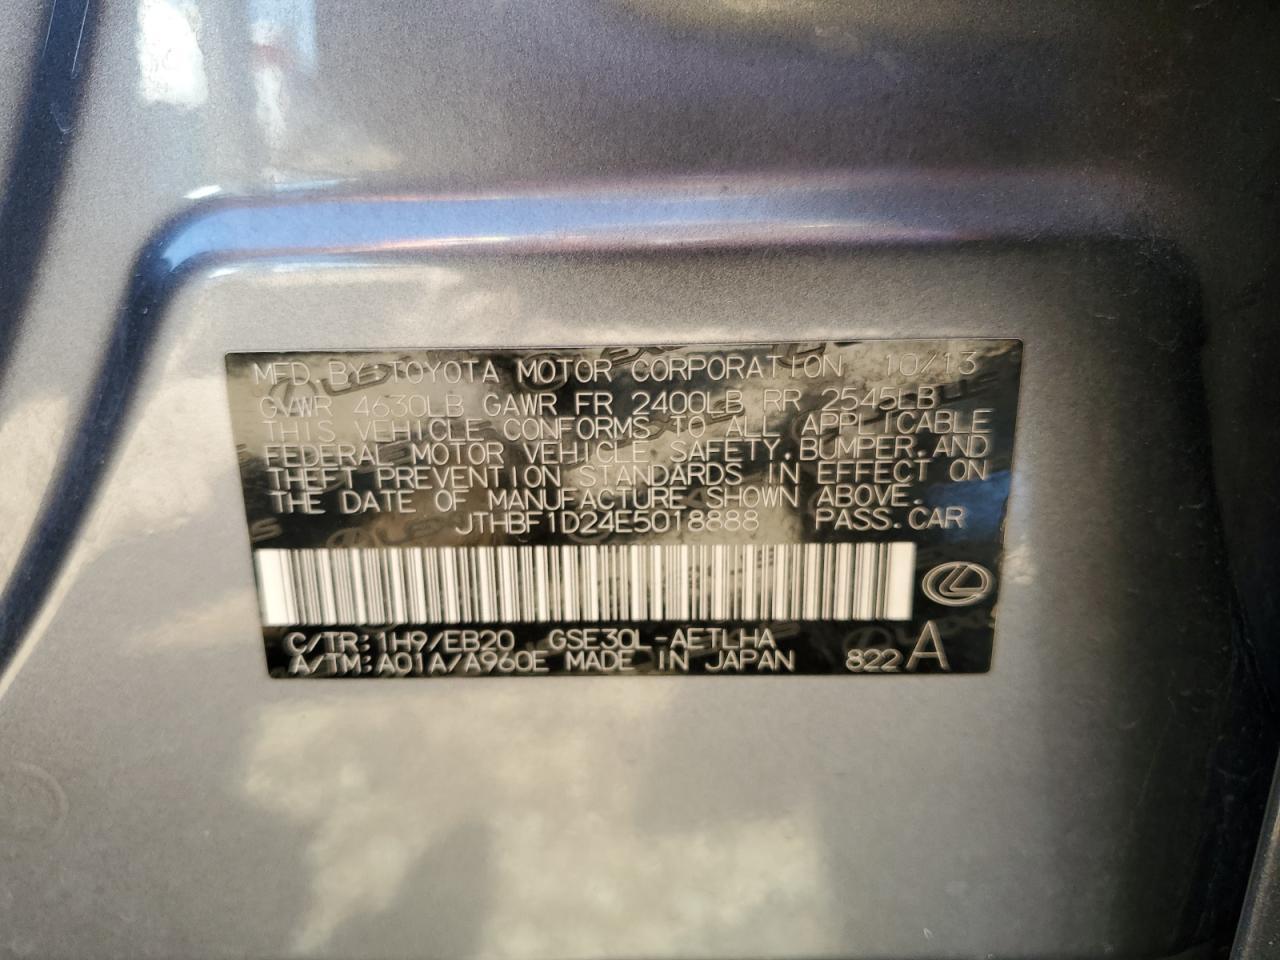 MFD. BY: TOYOTA MOTOR CORPORATION 10/13
GVWR 4630LB GAWR FR 2400LB RR 2545LB
THIS VEHICLE CONFORMS TO ALL APPLICABLE
FEDERAL MOTOR VEHICLE SAFETY, BUMPER, AND
THEFT PREVENTION STANDARDS IN EFFECT ON
THE DATE OF MANUFACTURE SHOWN ABOVE.
JTHBF1D24E5018888 PASS. CAR
C/TR: 1H9/EB20 GSE30L-AETLHA
A/TM: A01A/A960E MADE IN JAPAN 822 A